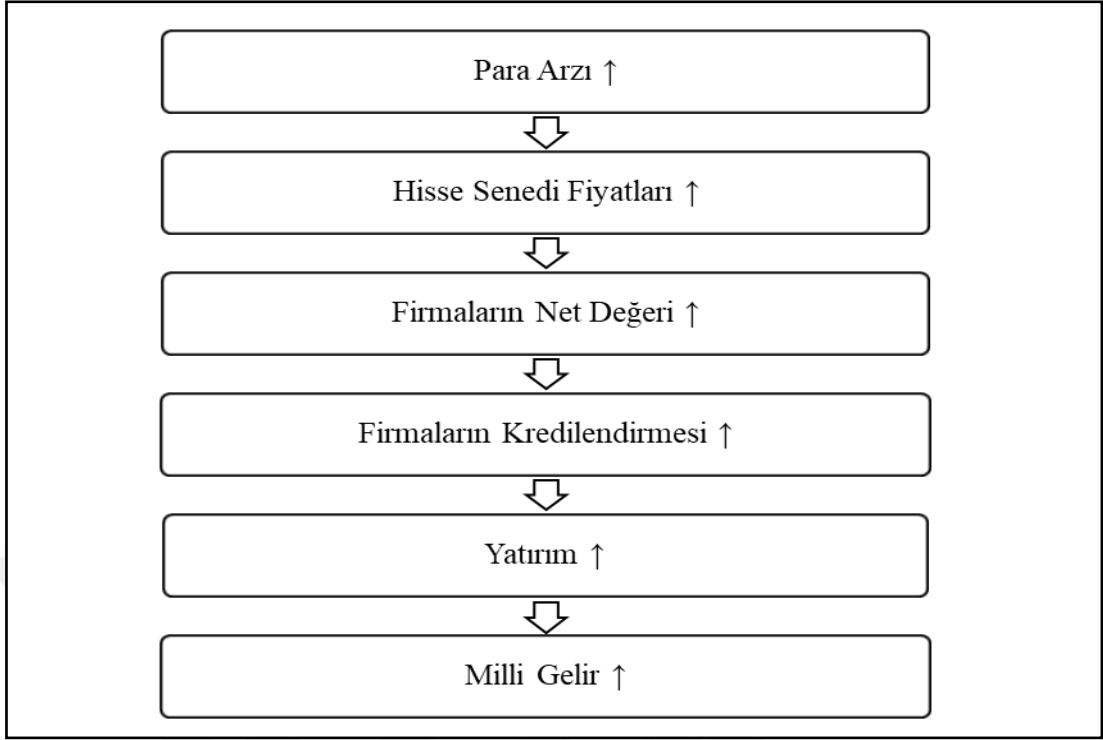 Para Arzı ↑
Hisse Senedi Fiyatları ↑
Firmaların Net Değeri ↑
Firmaların Kredilendirmesi ↑
Yatırım ↑
Milli Gelir ↑